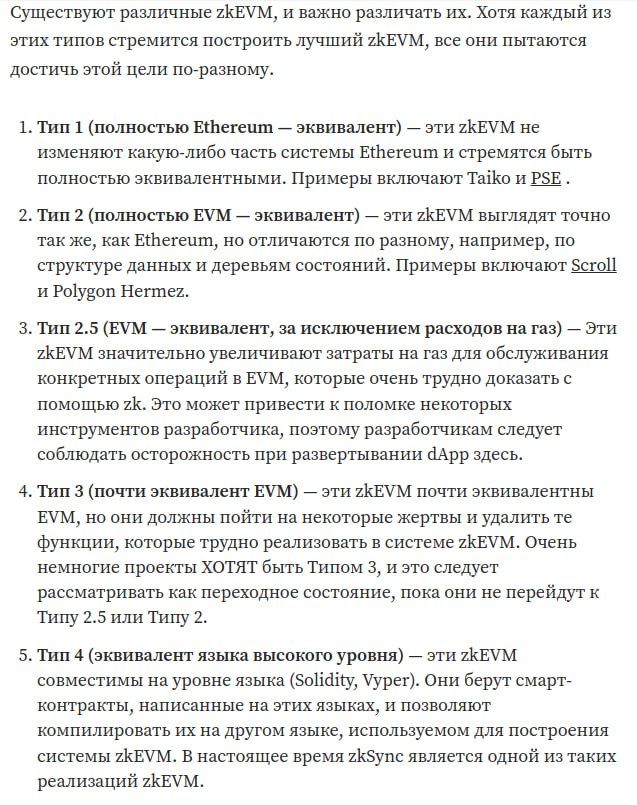 Существуют различные zkEVM, и важно различать их. Хотя каждый из
этих типов стремится построить лучший zkEVM, все они пытаются
достичь этой цели по-разному.
1. Тип 1 (полностью Ethereum — эквивалент) — эти zkEVM не
изменяют какую-либо часть системы Ethereum и стремятся быть
полностью эквивалентными. Примеры включают Taiko и PSE .
2. Тип 2 (полностью EVM — эквивалент) — эти zkEVM выглядят точно
так же, как Ethereum, но отличаются по разному, например, по
структуре данных и деревьям состояний. Примеры включают Scroll
и Polygon Hermez.
3. Тип 2.5 (EVM — эквивалент, за исключением расходов на газ) — Эти
zkEVM значительно увеличивают затраты на газ для обслуживания
конкретных операций в EVM, которые очень трудно доказать с
помощью zk. Это может привести к поломке некоторых
инструментов разработчика, поэтому разработчикам следует
соблюдать осторожность при развертывании dApp здесь.
4. Тип 3 (почти эквивалент EVM) — эти zkEVM почти эквивалентны
EVM, но они должны пойти на некоторые жертвы и удалить те
функции, которые трудно реализовать в системе zkEVM. Очень
немногие проекты ХОТЯТ быть Типом 3, и это следует
рассматривать как переходное состояние, пока они не перейдут к
Типу 2.5 или Типу 2.
5. Тип 4 (эквивалент языка высокого уровня) — эти zkEVM
совместимы на уровне языка (Solidity, Vyper). Они берут смарт-
контракты, написанные на этих языках, и позволяют
компилировать их на другом языке, используемом для построения
системы zkEVM. В настоящее время zkSync является одной из таких
реализаций zkEVM.